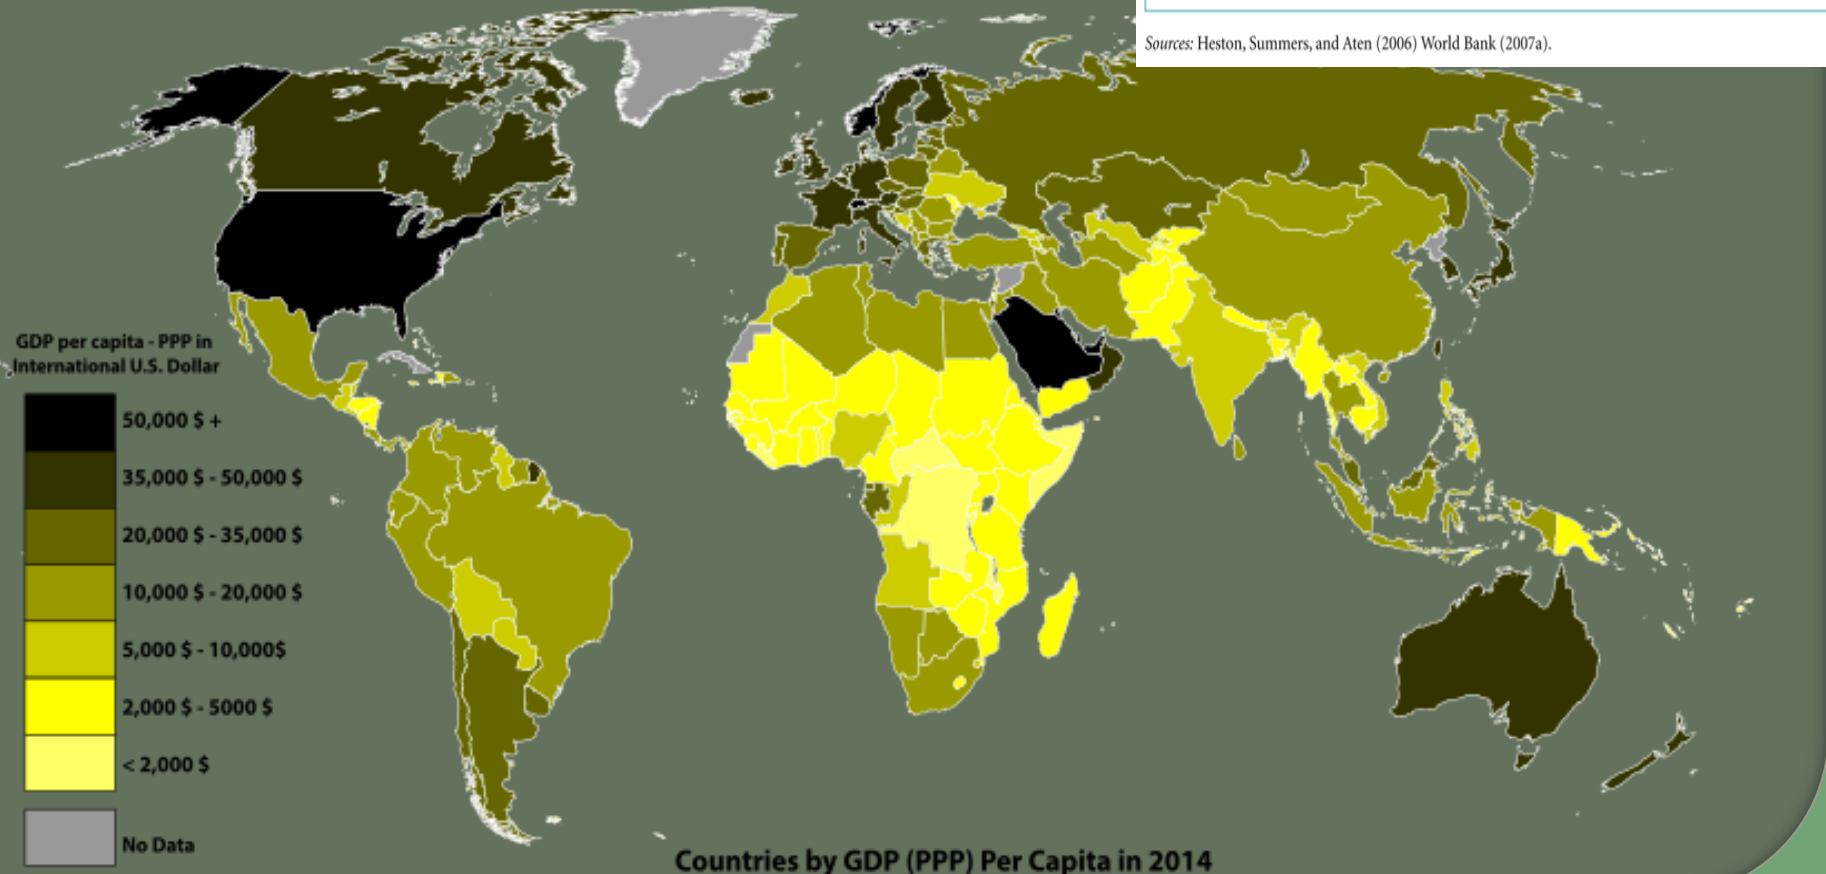 Sources: Heston, Summers, and Aten (2006) World Bank (2007a).
GDP per capita - PPP in
International U.S. Dollar
50,000 $ +
35,000 $ - 50,000 $
20,000 $ - 35,000 $
10,000 $ - 20,000 $
5,000 $ - 10,000$
2,000 $ - 5000 $
< 2,000 $
No Data
Countries by GDP (PPP) Per Capita in 2014